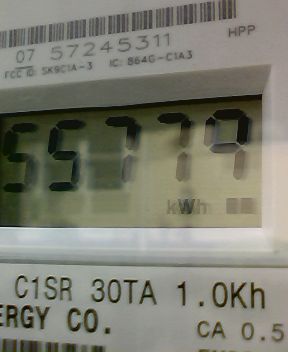 07 57245311 HPP
FCC ID: SK9C1A-3 IC: 864G-C1A3
55779
kWh
C1SR 30TA 1.0Kh
ERGY CO. CA 0.5